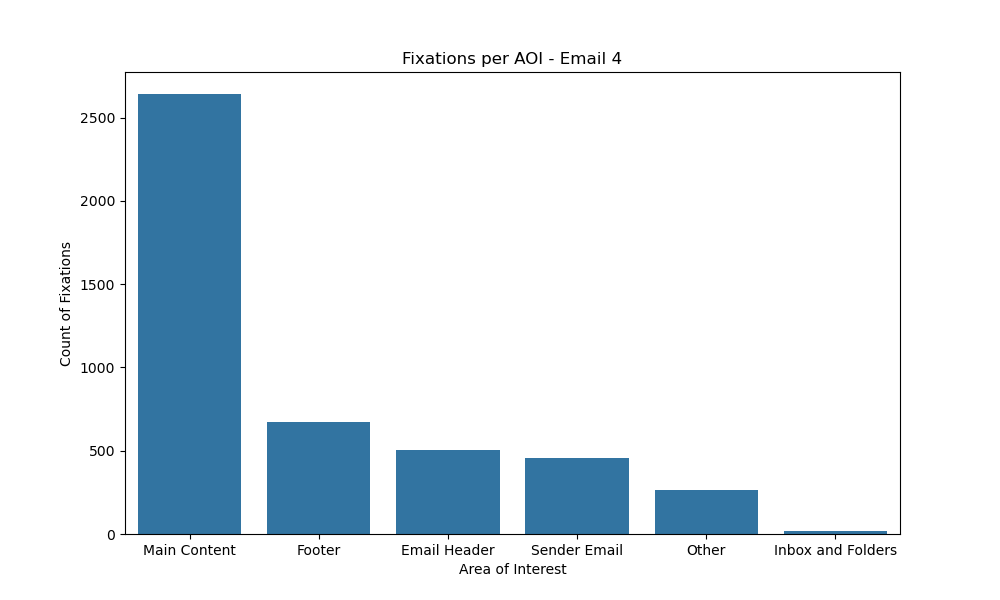 Fixations per AOI - Email 4
Count of Fixations
2500
2000
1500
1000
500
0
Main Content
Footer
Email Header
Sender Email
Other
Inbox and Folders
Area of Interest